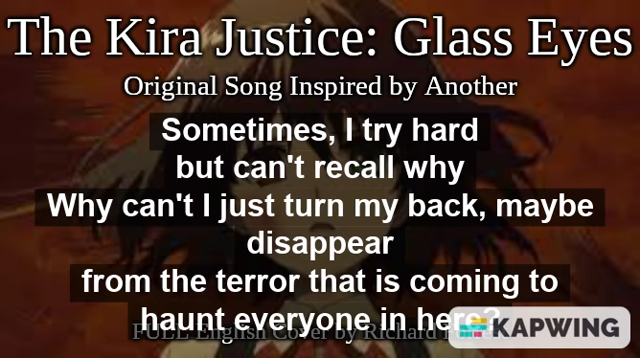 The Kira Justice: Glass Eyes
Original Song Inspired by Another
Sometimes, I try hard
but can't recall why
Why can't I just turn my back, maybe
disappear
from the terror that is coming to
haunt everyone in here?
FULL English Cover by Richard
KAPWING